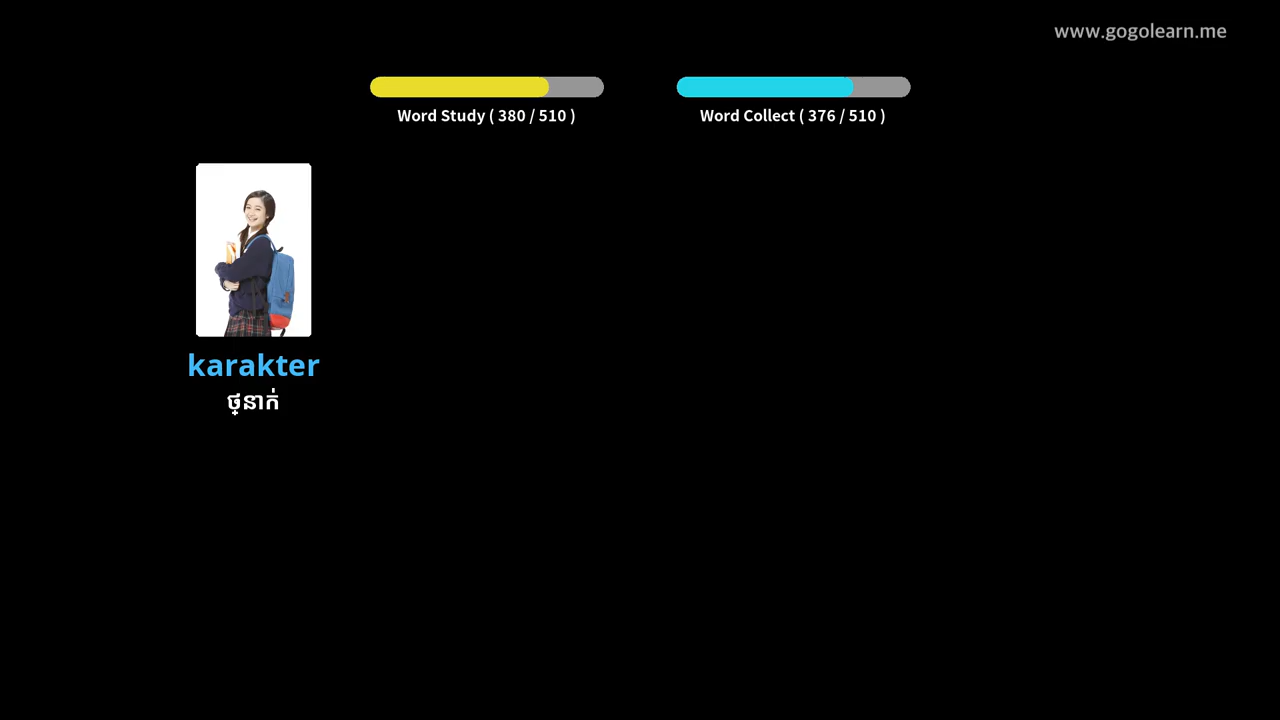 www.gogolearn.me
Word Study ( 380 / 510 )
Word Collect ( 376 / 510 )
karakter
ថ្នាក់